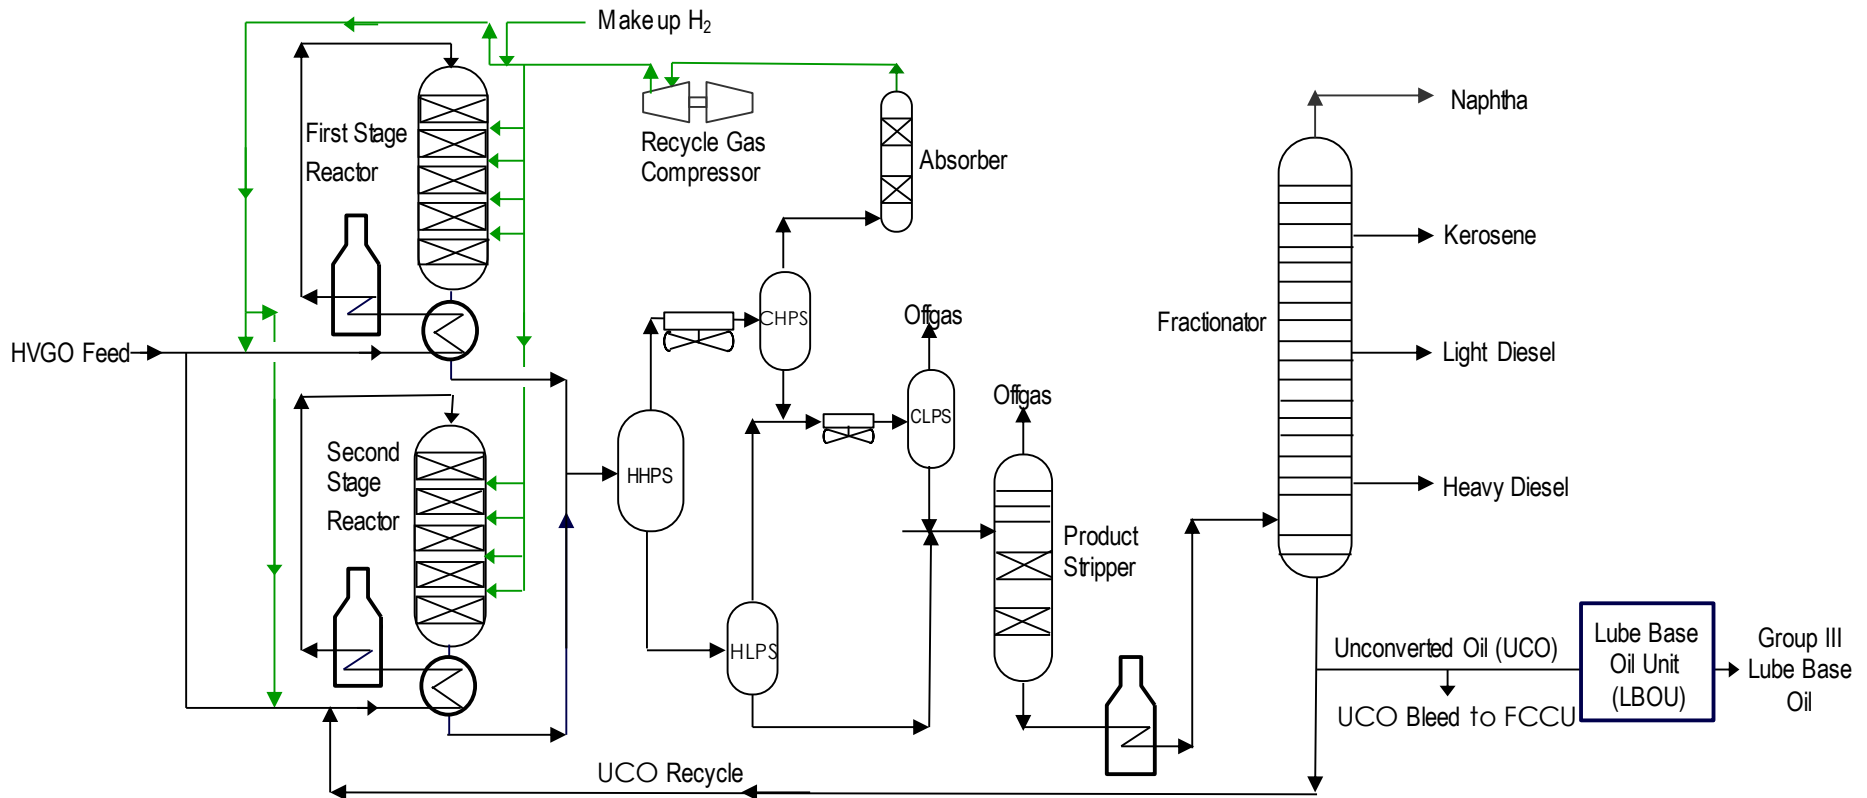 Makeup H₂
First Stage
Reactor
Recycle Gas
Compressor
Absorber
Naphtha
Kerosene
Fractionator
Light Diesel
Heavy Diesel
HVGO Feed
CHPS
Offgas
CLPS
Offgas
HHPS
Second
Stage
Reactor
HLPS
Product
Stripper
Unconverted Oil (UCO)
UCO Bleed to FCCU
Lube Base
Oil Unit
(LBOU)
Group III
Lube Base
Oil
UCO Recycle